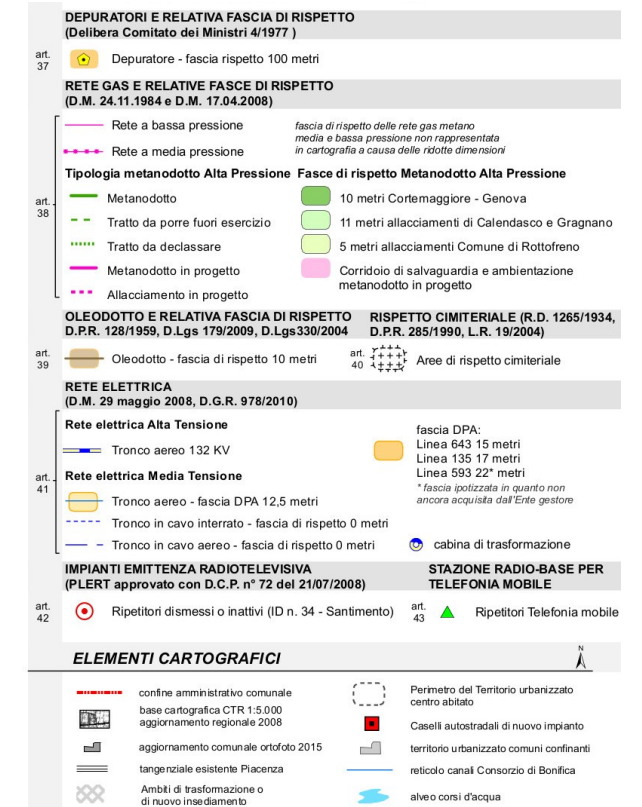 DEPURATORI E RELATIVA FASCIA DI RISPETTO
(Delibera Comitato dei Ministri 4/1977 )
art.
37
Depuratore - fascia rispetto 100 metri
RETE GAS E RELATIVE FASCE DI RISPETTO
(D.M. 24.11.1984 e D.M. 17.04.2008)
art.
38
Rete a bassa pressione
Rete a media pressione
fascia di rispetto delle rete gas metano
media e bassa pressione non rappresentata
in cartografia a causa delle ridotte dimensioni
Tipologia metanodotto Alta Pressione
Metanodotto
Tratto da porre fuori esercizio
Tratto da declassare
Metanodotto in progetto
Allacciamento in progetto
Fasce di rispetto Metanodotto Alta Pressione
10 metri Cortemaggiore - Genova
11 metri allacciamenti di Calendasco e Gragnano
5 metri allacciamenti Comune di Rottofreno
Corridoio di salvaguardia e ambientazione
metanodotto in progetto
OLEODOTTO E RELATIVA FASCIA DI RISPETTO
D.P.R. 128/1959, D.Lgs 179/2009, D.Lgs330/2004
art.
39
Oleodotto - fascia di rispetto 10 metri
RISPETTO CIMITERIALE (R.D. 1265/1934,
D.P.R. 285/1990, L.R. 19/2004)
art.
40
Aree di rispetto cimiteriale
RETE ELETTRICA
(D.M. 29 maggio 2008, D.G.R. 978/2010)
art.
41
Rete elettrica Alta Tensione
Tronco aereo 132 KV
Rete elettrica Media Tensione
Tronco aereo - fascia DPA 12,5 metri
Tronco in cavo interrato - fascia di rispetto 0 metri
Tronco in cavo aereo - fascia di rispetto 0 metri
fascia DPA:
Linea 643 15 metri
Linea 135 17 metri
Linea 593 22* metri
* fascia ipotizzata in quanto non
ancora acquisita dall'Ente gestore
cabina di trasformazione
IMPIANTI EMITTENZA RADIOTELEVISIVA
(PLERT approvato con D.C.P. n° 72 del 21/07/2008)
art.
42
Ripetitori dismessi o inattivi (ID n. 34 - Santimento)
STAZIONE RADIO-BASE PER
TELEFONIA MOBILE
art.
43
Ripetitori Telefonia mobile
ELEMENTI CARTOGRAFICI
N
confine amministrativo comunale
base cartografica CTR 1:5.000
aggiornamento regionale 2008
aggiornamento comunale ortofoto 2015
tangenziale esistente Piacenza
Ambiti di trasformazione o
di nuovo insediamento
Perimetro del Territorio urbanizzato
centro abitato
Caselli autostradali di nuovo impianto
territorio urbanizzato comuni confinanti
reticolo canali Consorzio di Bonifica
alveo corsi d'acqua